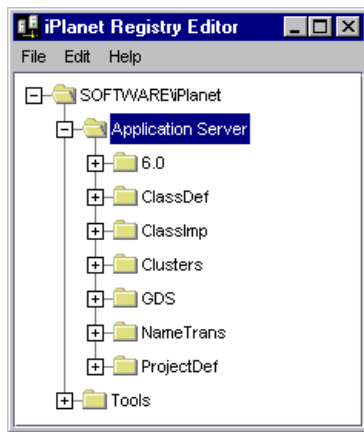 iPlanet Registry Editor
File Edit Help
SOFTWARE\iPlanet
Application Server
6.0
ClassDef
ClassImp
Clusters
GDS
NameTrans
ProjectDef
Tools